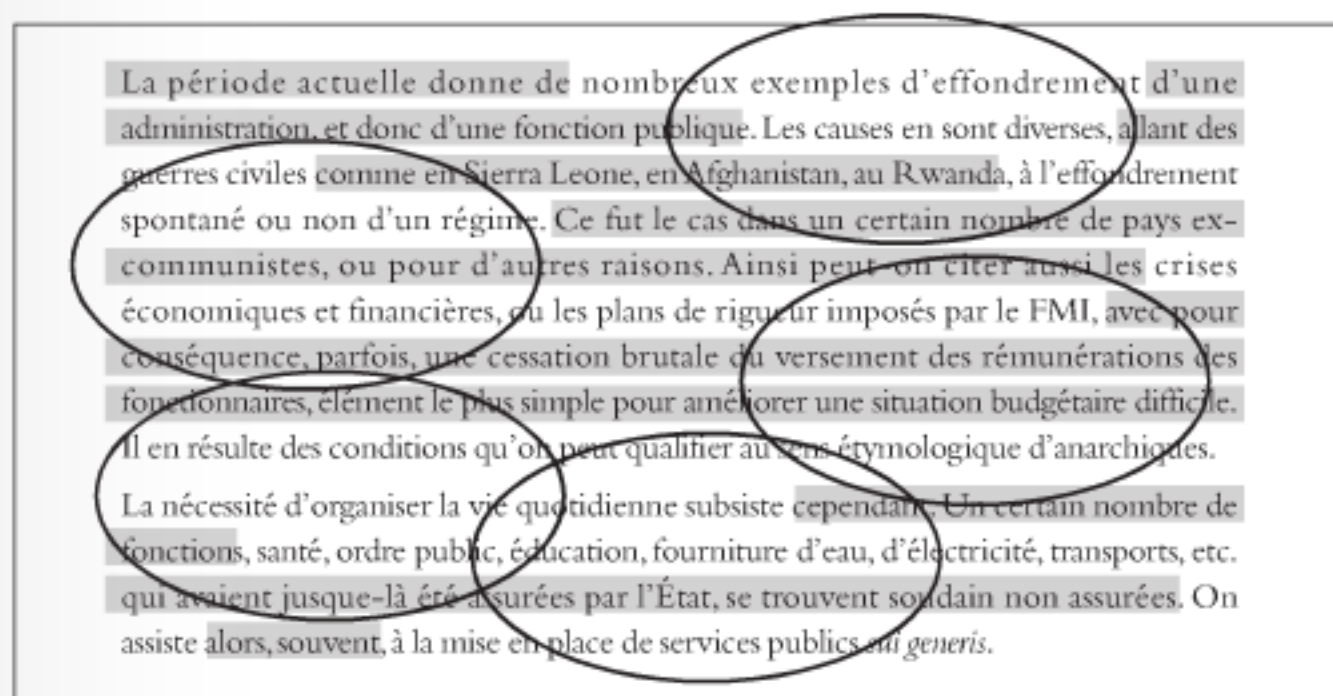 La période actuelle donne de nombreux exemples d'effondrement d'une
administration, et donc d'une fonction publique. Les causes en sont diverses, allant des
guerres civiles comme en Sierra Leone, en Afghanistan, au Rwanda, à l'effondrement
spontané ou non d'un régime. Ce fut le cas dans un certain nombre de pays ex-
communistes, ou pour d'autres raisons. Ainsi peut-on citer aussi les crises
économiques et financières, ou les plans de rigueur imposés par le FMI, avec pour
conséquence, parfois, une cessation brutale du versement des rémunérations des
fonctionnaires, élément le plus simple pour améliorer une situation budgétaire difficile.
Il en résulte des conditions qu'on peut qualifier au sens étymologique d'anarchiques.
La nécessité d'organiser la vie quotidienne subsiste cependant. Un certain nombre de
fonctions, santé, ordre public, éducation, fourniture d'eau, d'électricité, transports, etc.
qui avaient jusque-là été assurées par l'État, se trouvent soudain non assurées. On
assiste alors, souvent, à la mise en place de services publics sui generis.